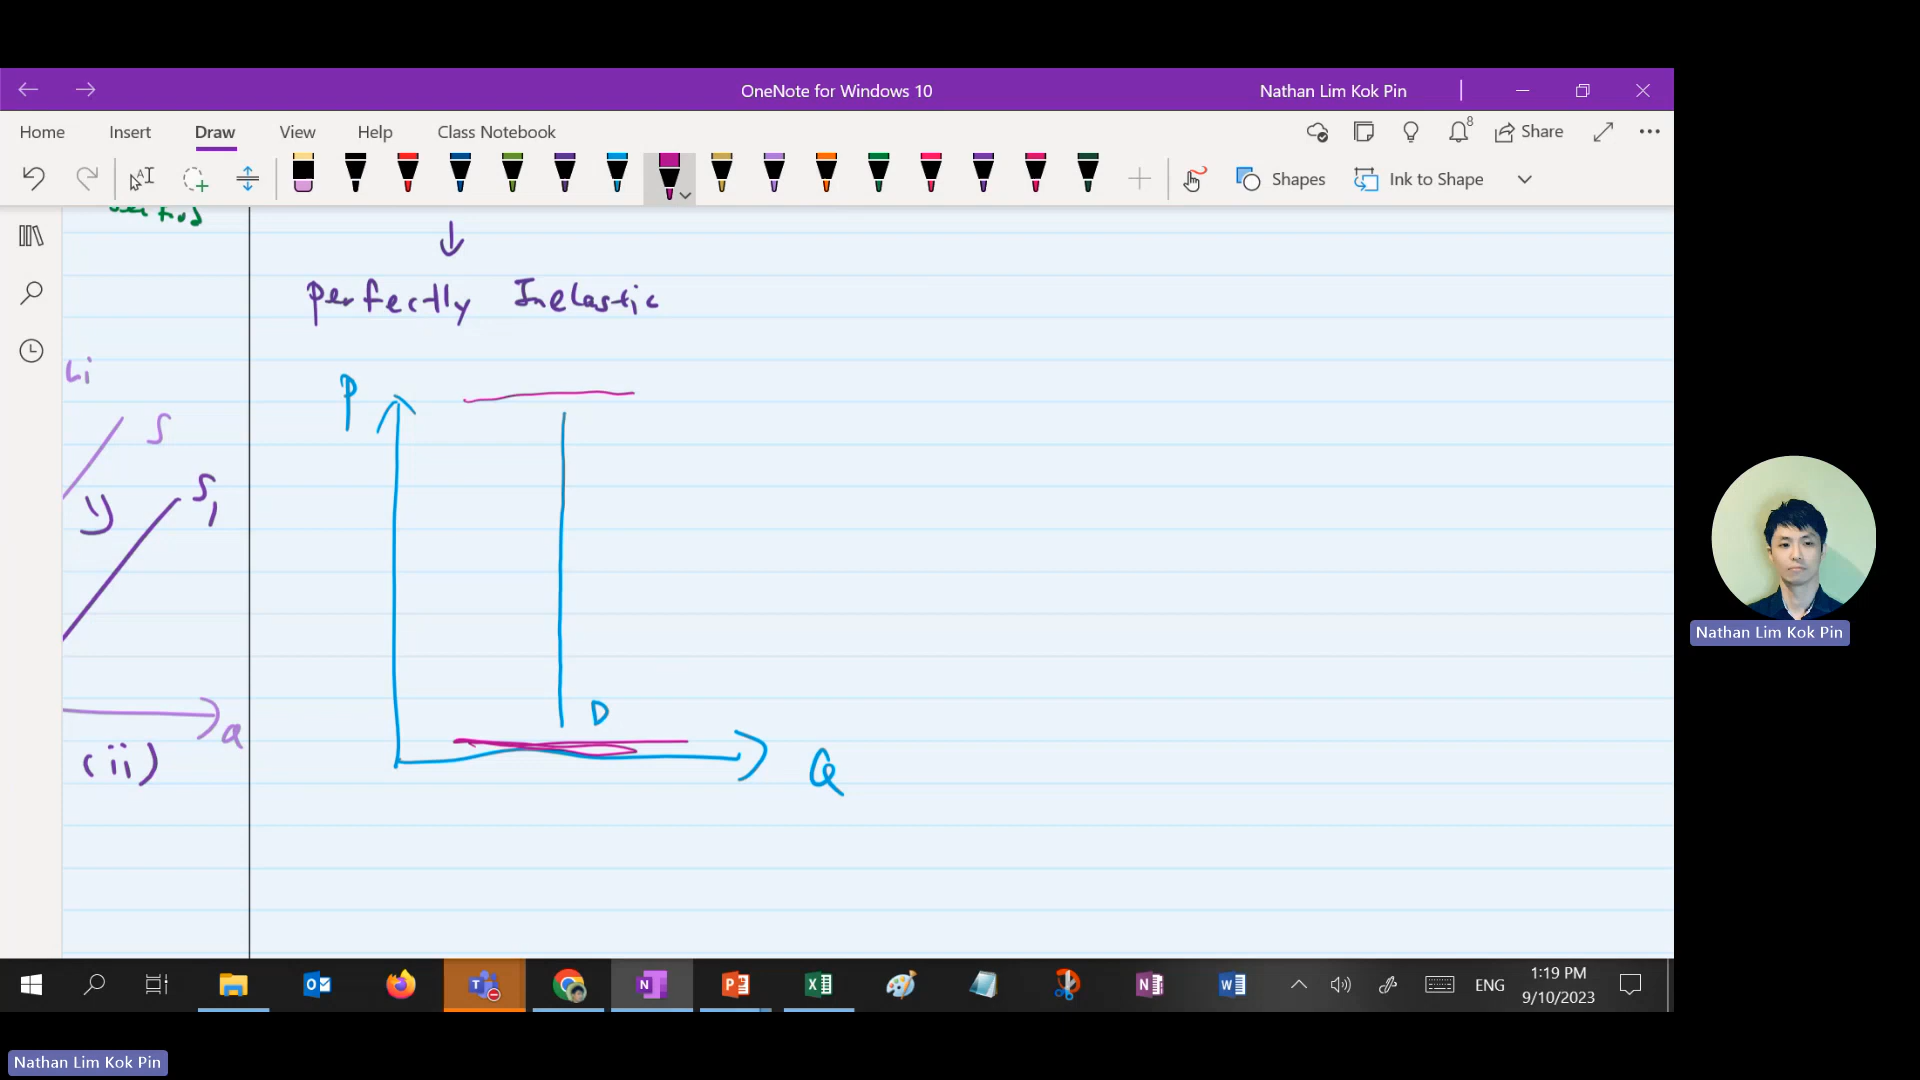 OneNote for Windows 10
Nathan Lim Kok Pin
Home Insert Draw View Help Class Notebook
8
Share
Shapes
Ink to Shape
↓
Perfectly Inelastic
P
Li
S
y
S1
D
Q
Q
(ii)
Nathan Lim Kok Pin
ENG
1:19 PM
9/10/2023
Nathan Lim Kok Pin